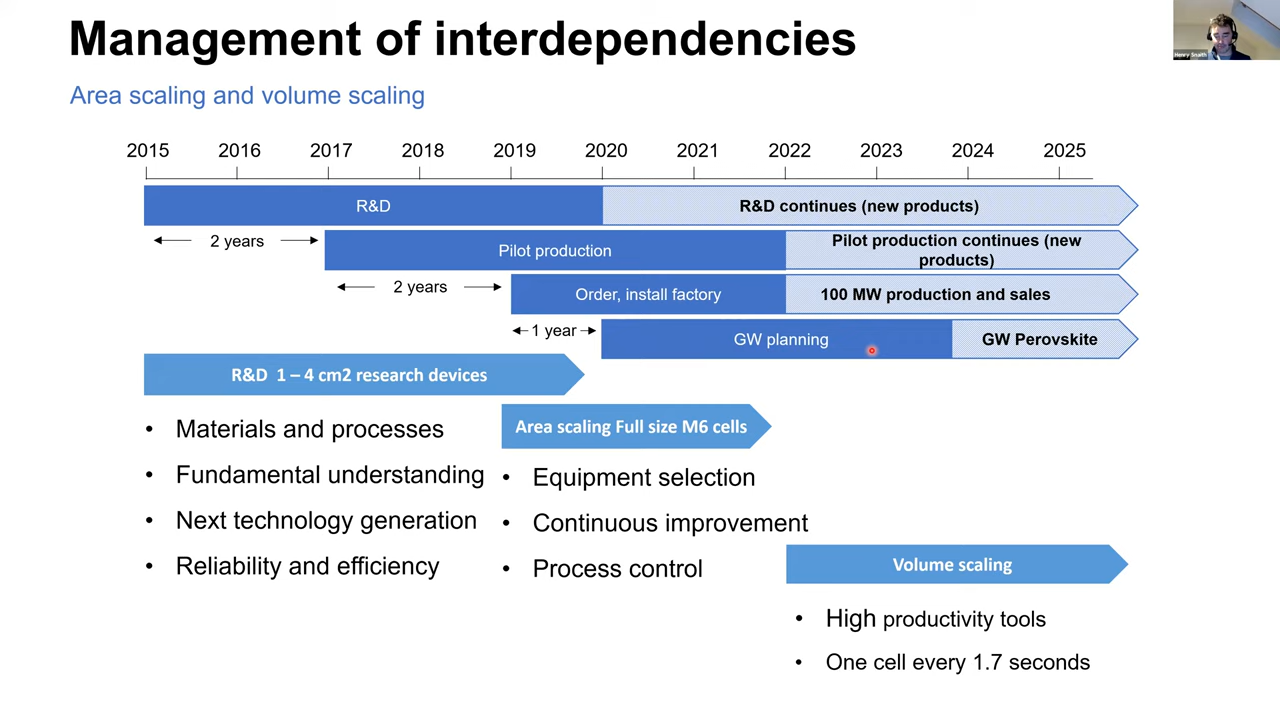 Management of interdependencies
Henry Snaith
Area scaling and volume scaling
2015 2016 2017 2018 2019 2020 2021 2022 2023 2024 2025
R&D
R&D continues (new products)
2 years
Pilot production
Pilot production continues (new
products)
2 years
Order, install factory
100 MW production and sales
1 year
GW planning
GW Perovskite
R&D 1 – 4 cm2 research devices
• Materials and processes
• Fundamental understanding
• Next technology generation
• Reliability and efficiency
Area scaling Full size M6 cells
• Equipment selection
• Continuous improvement
• Process control
Volume scaling
• High productivity tools
• One cell every 1.7 seconds